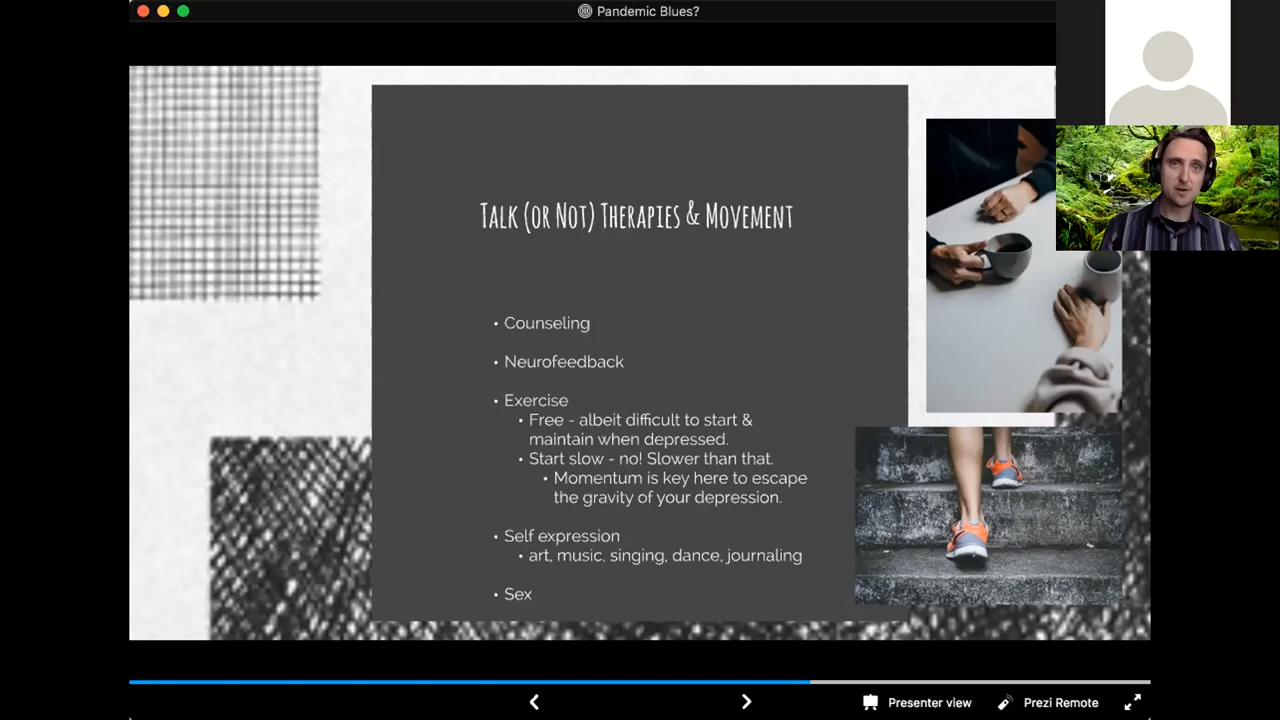 Pandemic Blues?
Talk (or Not) Therapies & Movement
• Counseling
• Neurofeedback
• Exercise
• Free - albeit difficult to start &
maintain when depressed.
• Start slow - no! Slower than that.
• Momentum is key here to escape
the gravity of your depression.
• Self expression
• art, music, singing, dance, journaling
• Sex
Presenter view
Prezi Remote